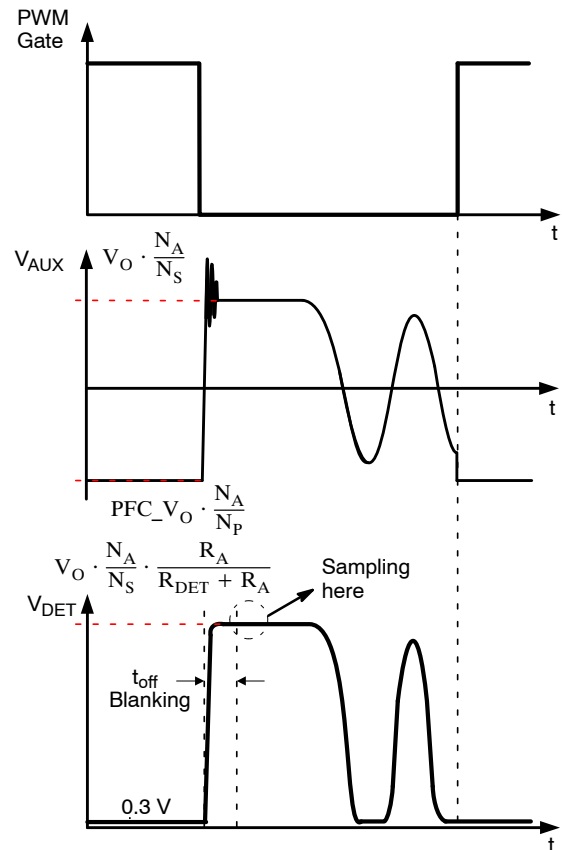 PWM
Gate
t
V_AUX
V_O · N_A/N_S
t
PFC_V_O · N_A/N_P
V_O · N_A/N_S · R_A/(R_DET + R_A)
Sampling
here
V_DET
t_off
Blanking
0.3 V
t